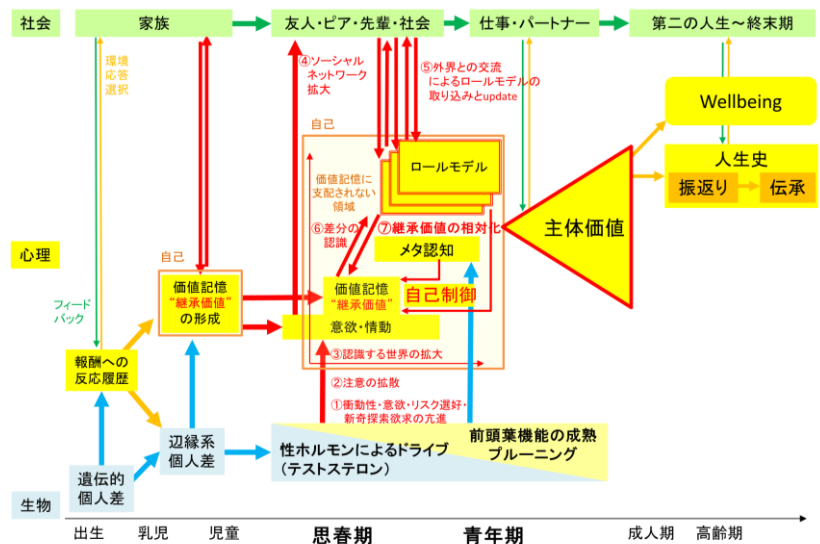 社会
家族
友人・ピア・先輩・社会
仕事・パートナー
第二の人生～終末期
環境
応答
選択
④ソーシャル
ネットワーク
拡大
⑤外界との交流
によるロールモデルの
取り込みとupdate
自己
ロールモデル
価値記憶に
支配されない
領域
⑥差分の
認識
⑦継承価値の相対化
メタ認知
主体価値
Wellbeing
人生史
振返り
伝承
心理
自己
価値記憶
“継承価値”
の形成
価値記憶
“継承価値”
自己制御
意欲・情動
フィード
バック
報酬への
反応履歴
③認識する世界の拡大
②注意の拡散
①衝動性・意欲・リスク選好・
新奇探索欲求の亢進
辺縁系
個人差
性ホルモンによるドライブ
（テストステロン）
前頭葉機能の成熟
プルーニング
遺伝的
個人差
生物
出生
乳児
児童
思春期
青年期
成人期
高齢期